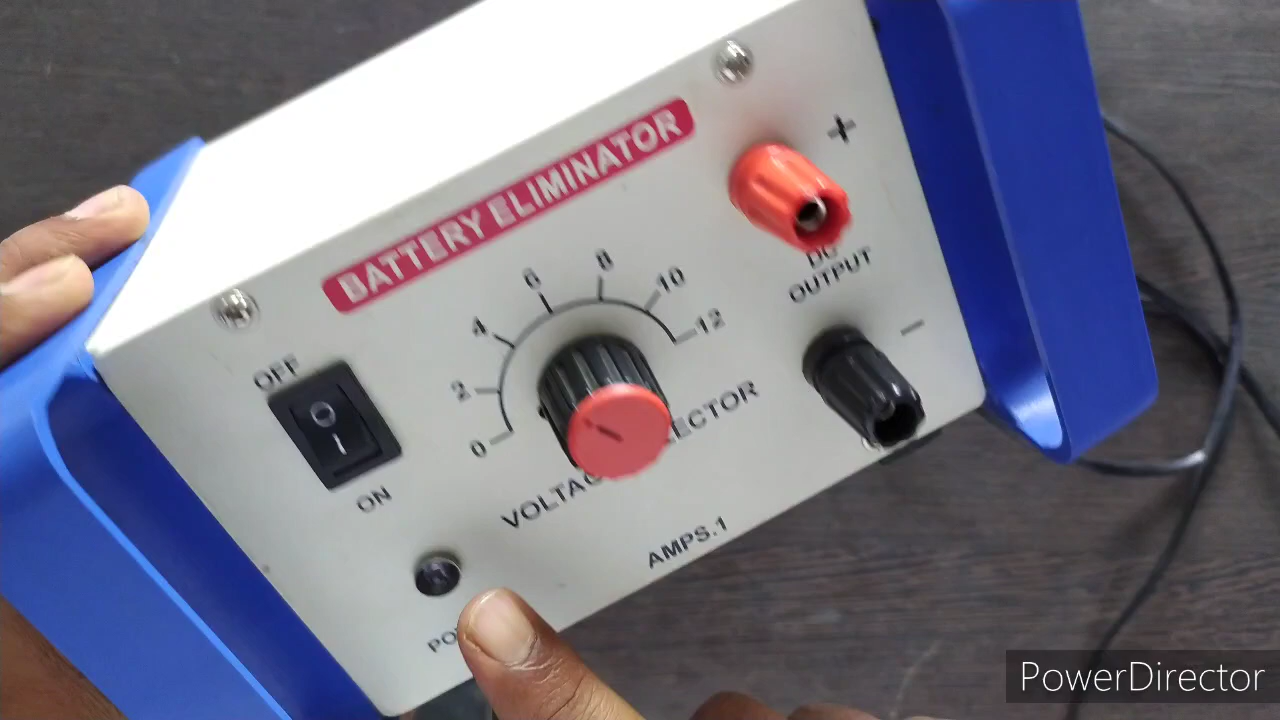 BATTERY ELIMINATOR
+
DC
OUTPUT
−
OFF
O
I
ON
0
2
4
6
8
10
12
AMPS.1
PowerDirector